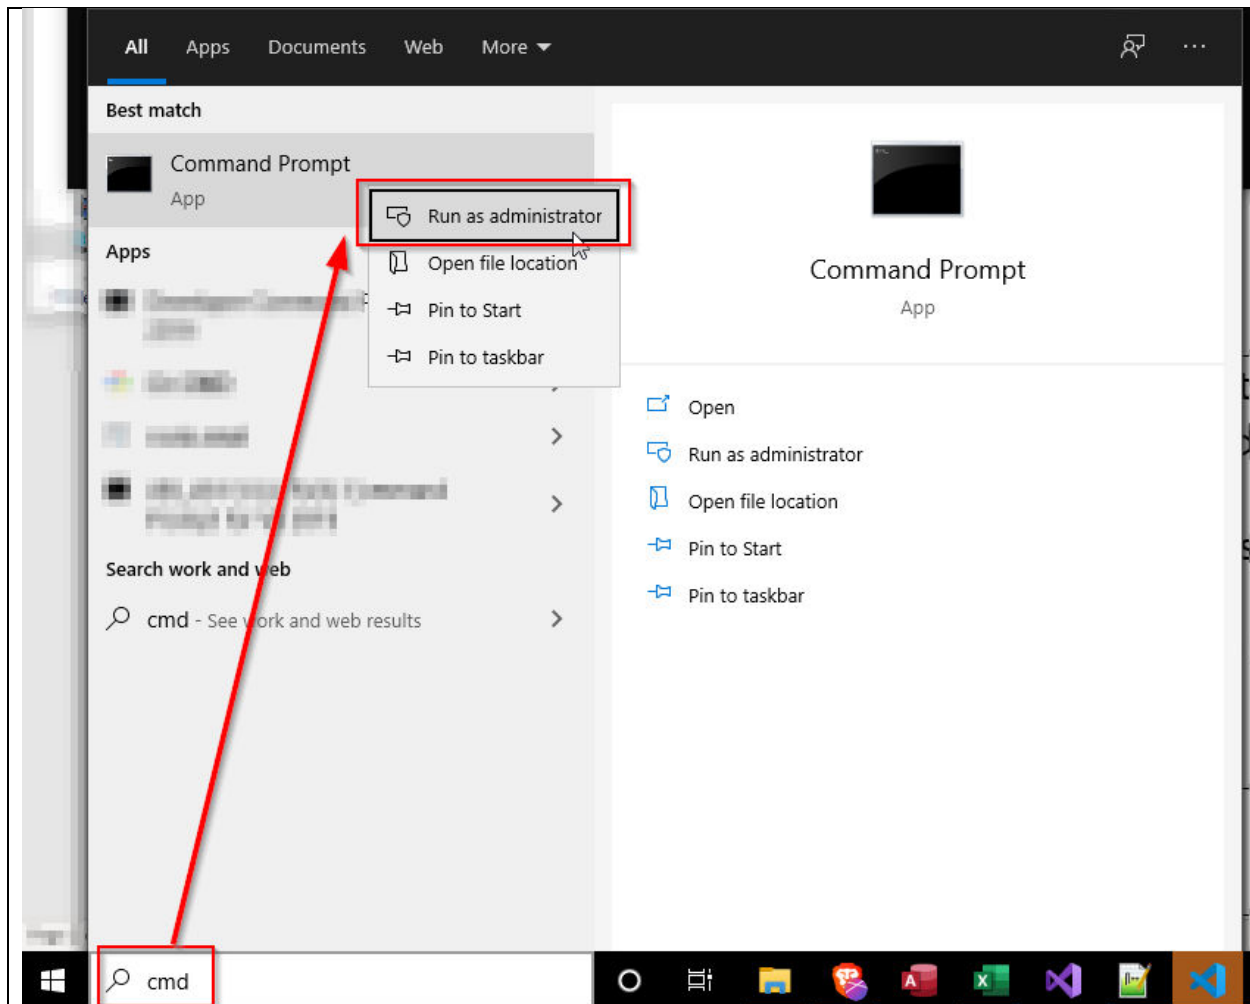 All Apps Documents Web More
Best match
Command Prompt
App
Run as administrator
Open file location
Pin to Start
Pin to taskbar
Apps
Search work and web
cmd - See work and web results
Command Prompt
App
Open
Run as administrator
Open file location
Pin to Start
Pin to taskbar
cmd